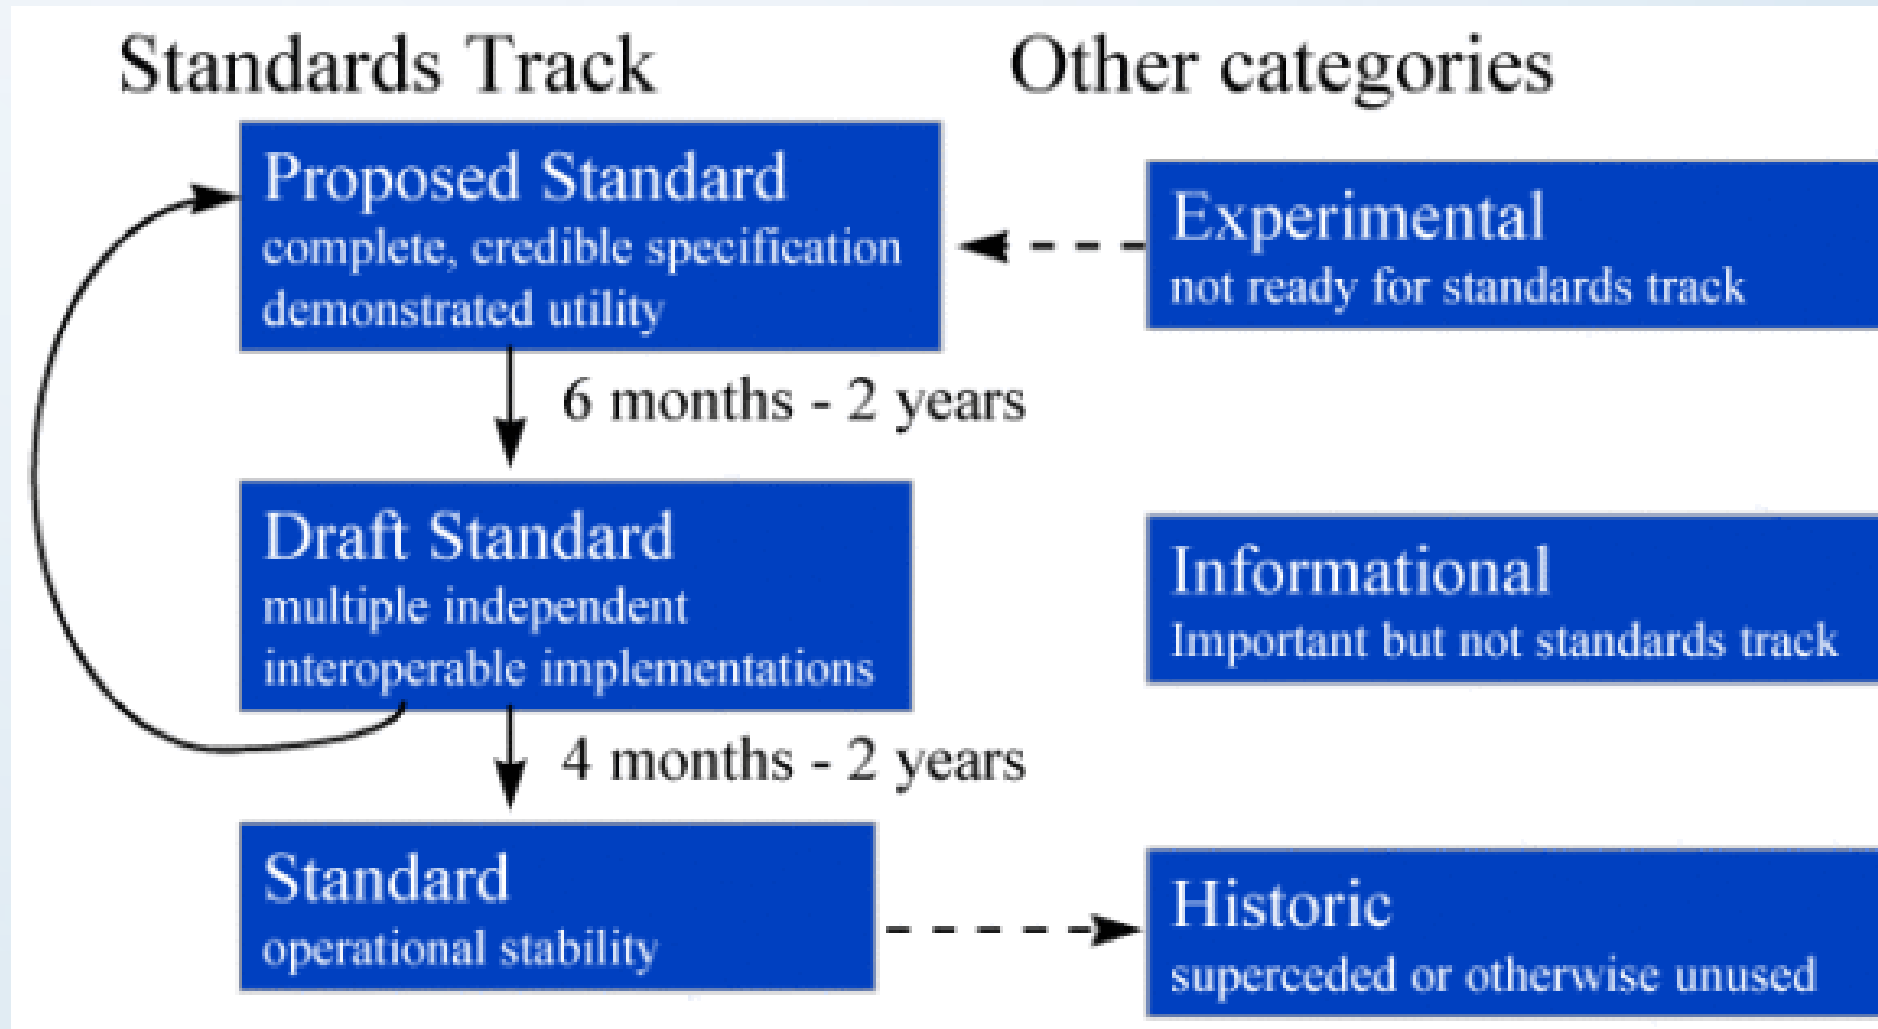 Standards Track
Other categories
Proposed Standard
complete, credible specification
demonstrated utility
Experimental
not ready for standards track
6 months - 2 years
Draft Standard
multiple independent
interoperable implementations
Informational
Important but not standards track
4 months - 2 years
Standard
operational stability
Historic
superceded or otherwise unused